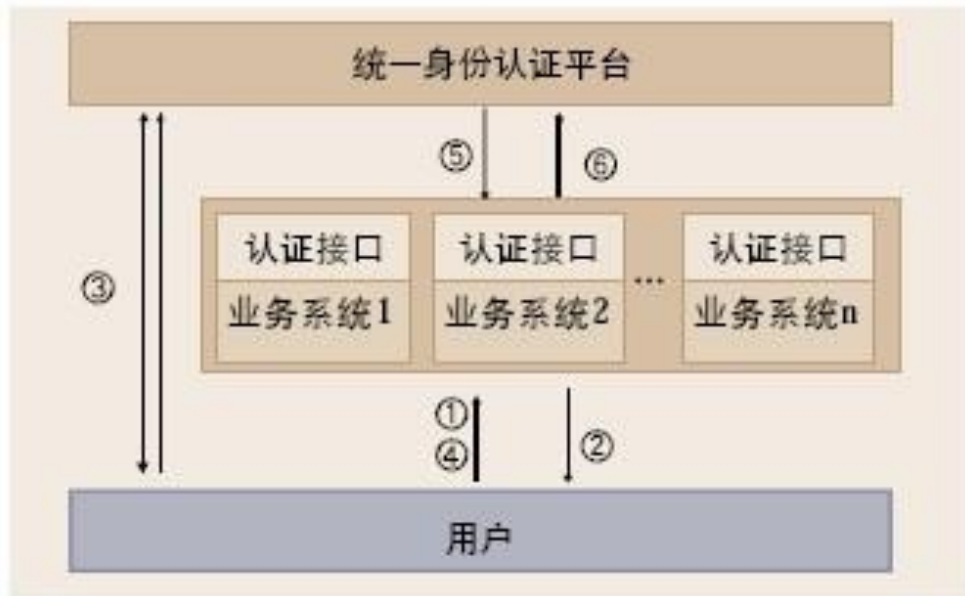 统一身份认证平台
⑤
⑥
认证接口
认证接口
认证接口
③
...
业务系统1
业务系统2
业务系统n
①
④
②
用户